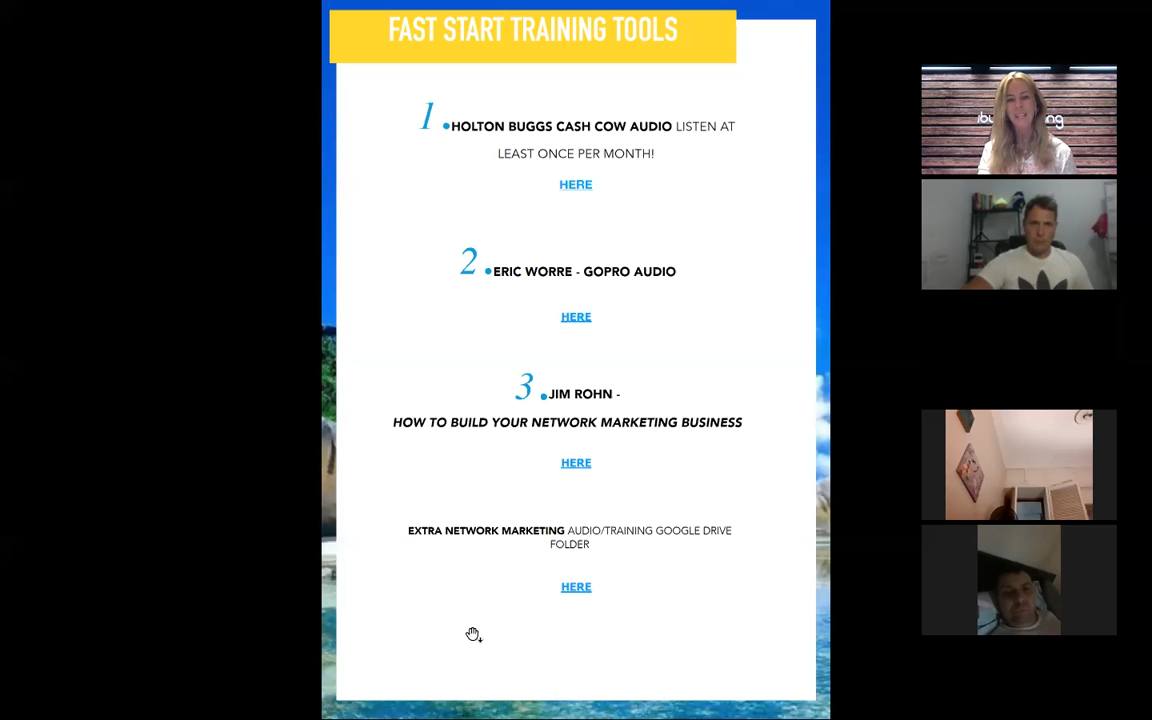 FAST START TRAINING TOOLS
1.HOLTON BUGGS CASH COW AUDIO LISTEN AT
LEAST ONCE PER MONTH!
HERE
2.ERIC WORRE - GOPRO AUDIO
HERE
3.JIM ROHN -
HOW TO BUILD YOUR NETWORK MARKETING BUSINESS
HERE
EXTRA NETWORK MARKETING AUDIO/TRAINING GOOGLE DRIVE
FOLDER
HERE